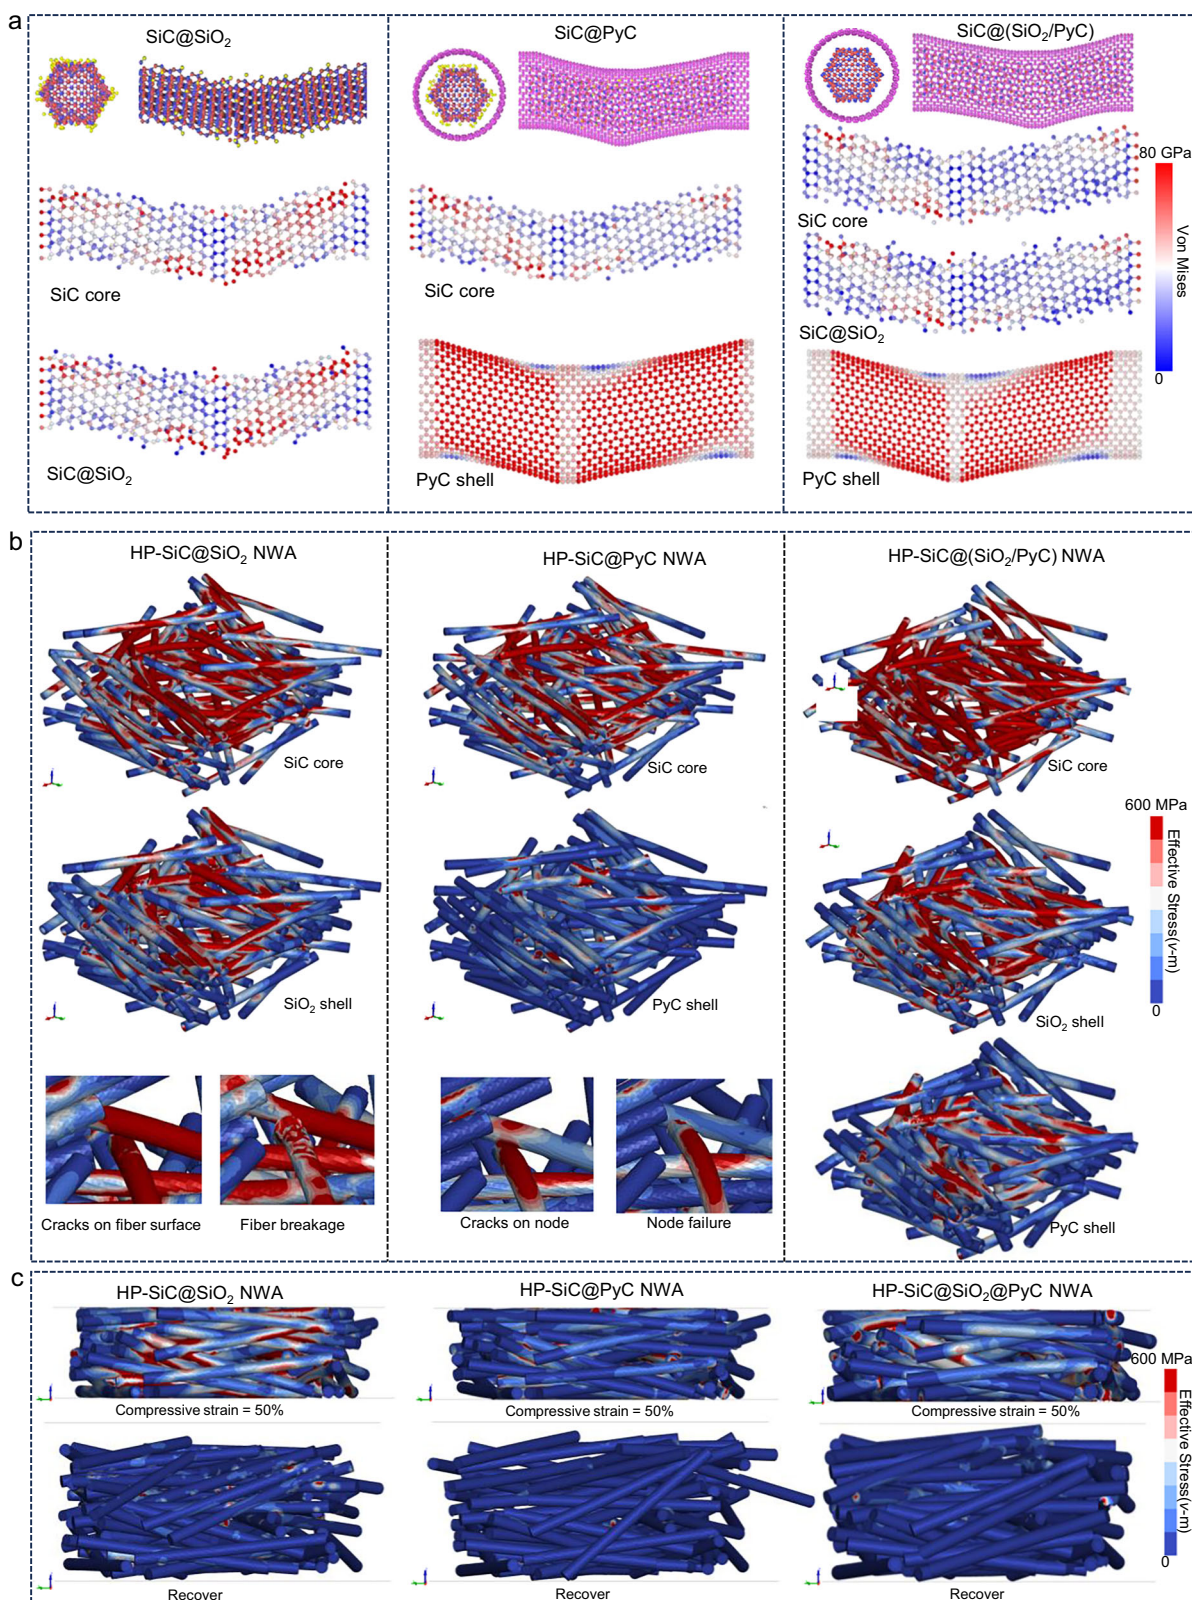 a
SiC@SiO₂
SiC@PyC
SiC@(SiO₂/PyC)
SiC core
SiC@SiO₂
SiC core
PyC shell
SiC core
SiC@SiO₂
PyC shell
80 GPa
Von Mises
0
b
HP-SiC@SiO₂ NWA
HP-SiC@PyC NWA
HP-SiC@(SiO₂/PyC) NWA
SiC core
SiC core
SiC core
SiO₂ shell
PyC shell
SiO₂ shell
600 MPa
Effective Stress(v-m)
0
Cracks on fiber surface
Fiber breakage
Cracks on node
Node failure
PyC shell
c
HP-SiC@SiO₂ NWA
HP-SiC@PyC NWA
HP-SiC@SiO₂@PyC NWA
Compressive strain = 50%
Compressive strain = 50%
Compressive strain = 50%
600 MPa
Effective Stress(v-m)
0
Recover
Recover
Recover